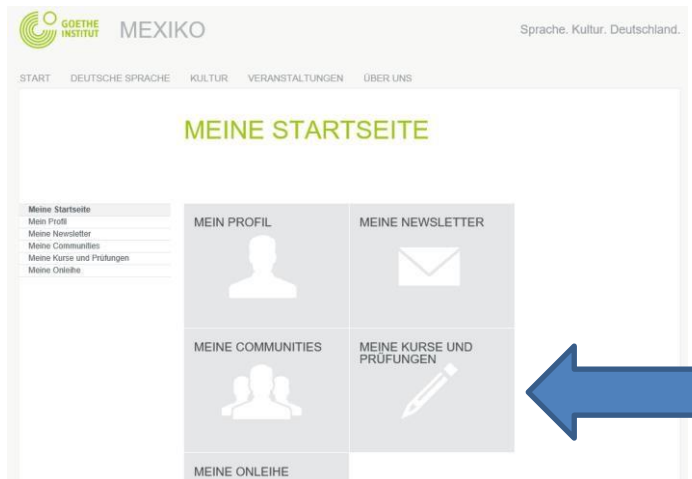 GOETHE
INSTITUT
MEXIKO
Sprache. Kultur. Deutschland.
START DEUTSCHE SPRACHE KULTUR VERANSTALTUNGEN ÜBER UNS
MEINE STARTSEITE
Meine Startseite
Mein Profil
Meine Newsletter
Meine Communities
Meine Kurse und Prüfungen
Meine Onleihe
MEIN PROFIL
MEINE NEWSLETTER
MEINE COMMUNITIES
MEINE KURSE UND
PRÜFUNGEN
MEINE ONLEIHE